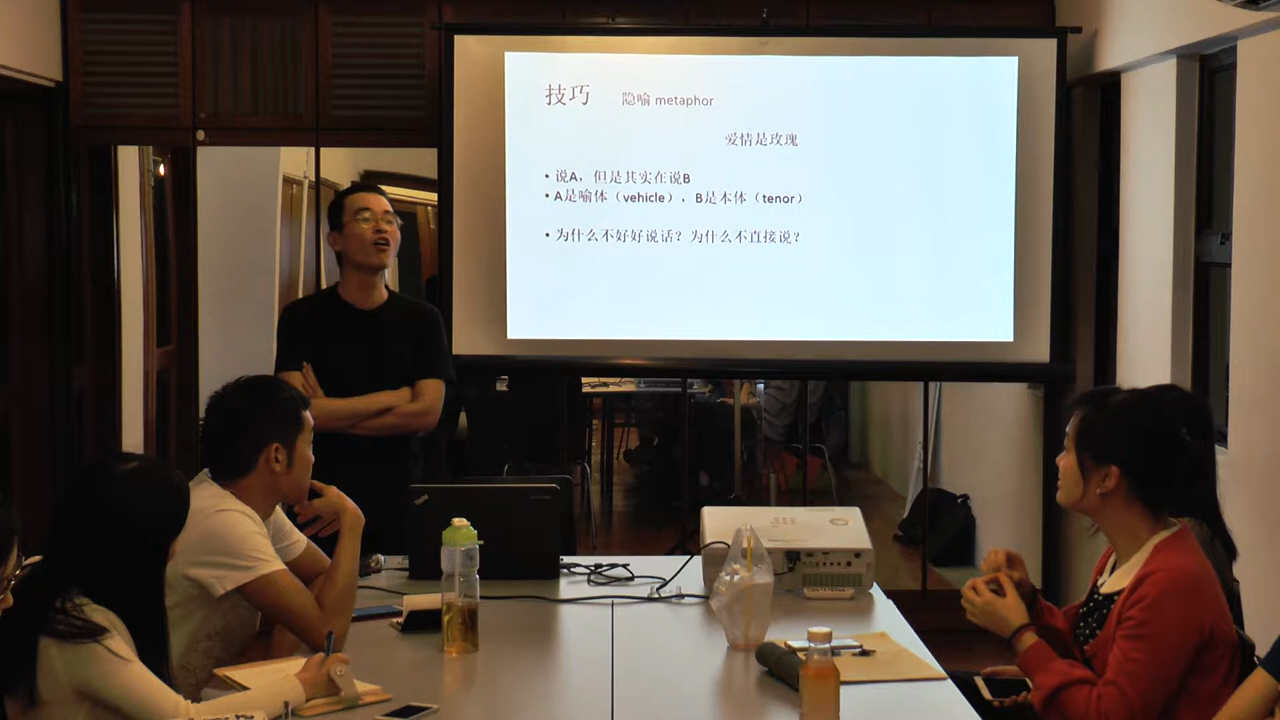 技巧 隐喻 metaphor
爱情是玫瑰
• 说A，但是其实在说B
• A是喻体（vehicle），B是本体（tenor）
• 为什么不好好说话？为什么不直接说？